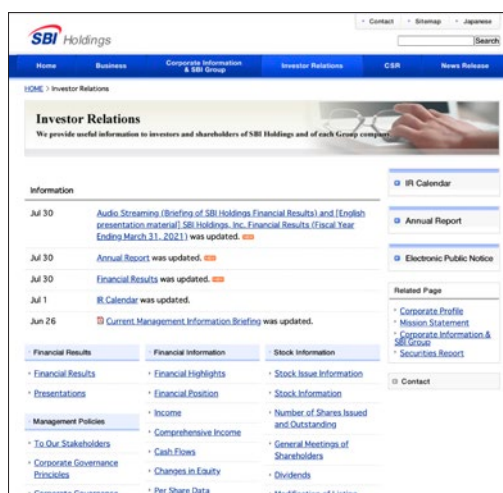 Contact Sitemap Japanese
SBI Holdings
Search
Home Business Corporate Information & SBI Group Investor Relations CSR News Release
HOME > Investor Relations
Investor Relations
We provide useful information to investors and shareholders of SBI Holdings and of each Group company.
Information
Jul 30 Audio Streaming (Briefing of SBI Holdings Financial Results) and [English
presentation material] SBI Holdings, Inc. Financial Results (Fiscal Year
Ending March 31, 2021) was updated.
Jul 30 Annual Report was updated.
Jul 30 Financial Results was updated.
Jul 1 IR Calendar was updated.
Jun 26 Current Management Information Briefing was updated.
IR Calendar
Annual Report
Electronic Public Notice
Related Page
Corporate Profile
Mission Statement
Corporate Information &
SBI Group
Securities Report
Contact
Financial Results
Financial Results
Presentations
Management Policies
To Our Stakeholders
Corporate Governance
Principles
Corporate Governance
Financial Information
Financial Highlights
Financial Position
Income
Comprehensive Income
Cash Flows
Changes in Equity
Per Share Data
Stock Information
Stock Issue Information
Stock Information
Number of Shares Issued
and Outstanding
General Meetings of
Shareholders
Dividends